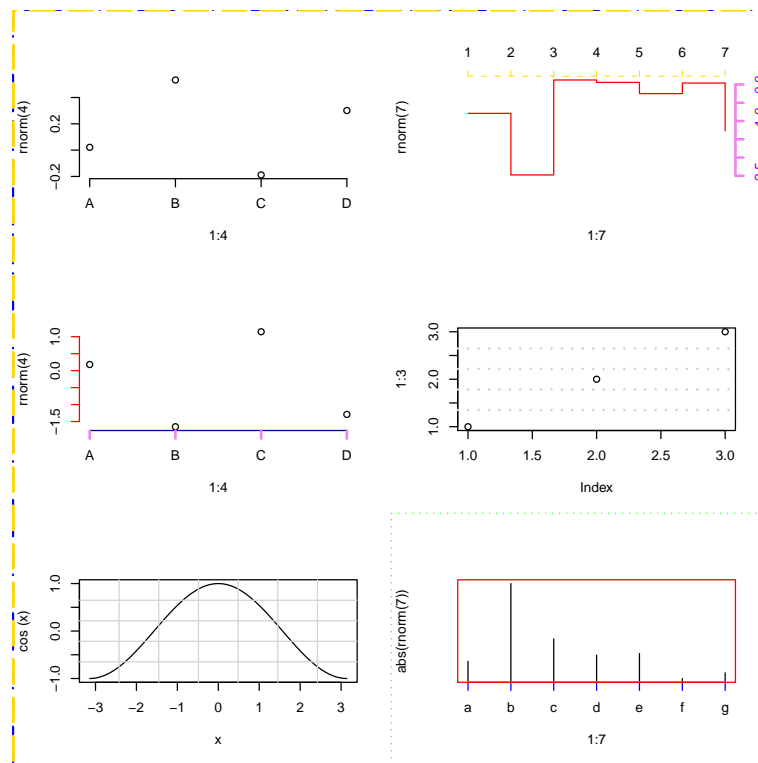 rnorm(4)
−0.2 0.2
A B C D
1:4
1 2 3 4 5 6 7
rnorm(7)
1:7
rnorm(4)
−1.5 0.0 1.0
A B C D
1:4
1:3
1.0 2.0 3.0
1.0 1.5 2.0 2.5 3.0
Index
cos (x)
−1.0 0.0 1.0
−3 −2 −1 0 1 2 3
x
abs(rnorm(7))
a b c d e f g
1:7